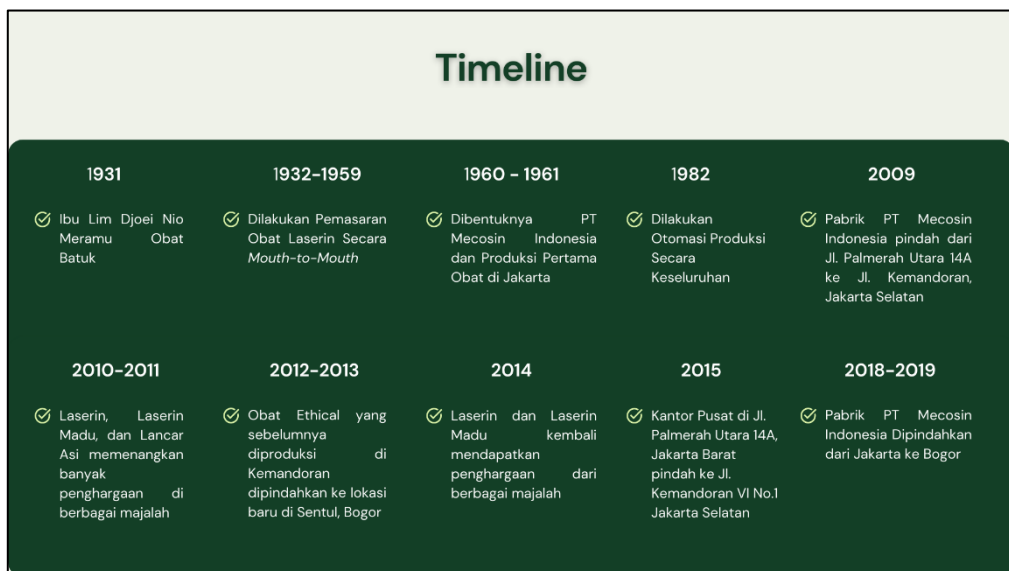 Timeline
1931
Ibu Lim Djoei Nio
Meramu Obat
Batuk
1932-1959
Dilakukan Pemasaran
Obat Laserin Secara
Mouth-to-Mouth
1960 - 1961
Dibentuknya PT
Mecosin Indonesia
dan Produksi Pertama
Obat di Jakarta
1982
Dilakukan
Otomasi Produksi
Secara
Keseluruhan
2009
Pabrik PT Mecosin
Indonesia pindah dari
Jl. Palmerah Utara 14A
ke Jl. Kemandoran,
Jakarta Selatan
2010-2011
Laserin, Laserin
Madu, dan Lancar
Asi memenangkan
banyak
penghargaan di
berbagai majalah
2012-2013
Obat Ethical yang
sebelumnya
diproduksi di
Kemandoran
dipindahkan ke lokasi
baru di Sentul, Bogor
2014
Laserin dan Laserin
Madu kembali
mendapatkan
penghargaan dari
berbagai majalah
2015
Kantor Pusat di Jl.
Palmerah Utara 14A,
Jakarta Barat
pindah ke Jl.
Kemandoran VI No.1
Jakarta Selatan
2018-2019
Pabrik PT Mecosin
Indonesia Dipindahkan
dari Jakarta ke Bogor